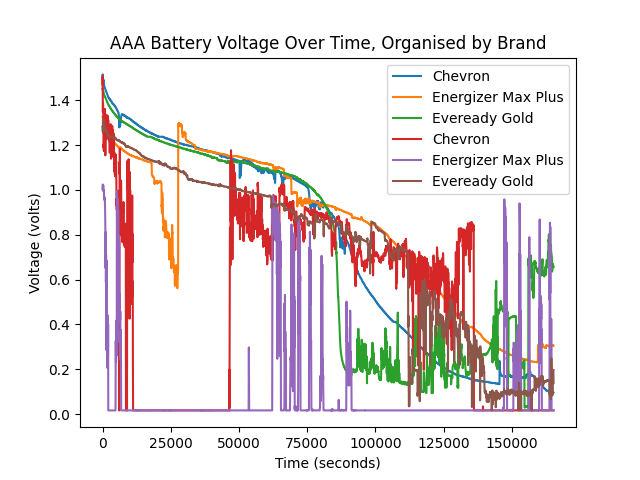 AAA Battery Voltage Over Time, Organised by Brand
Chevron
Energizer Max Plus
Eveready Gold
Chevron
Energizer Max Plus
Eveready Gold
Voltage (volts)
1.4
1.2
1.0
0.8
0.6
0.4
0.2
0.0
0
25000
50000
75000
100000
125000
150000
Time (seconds)